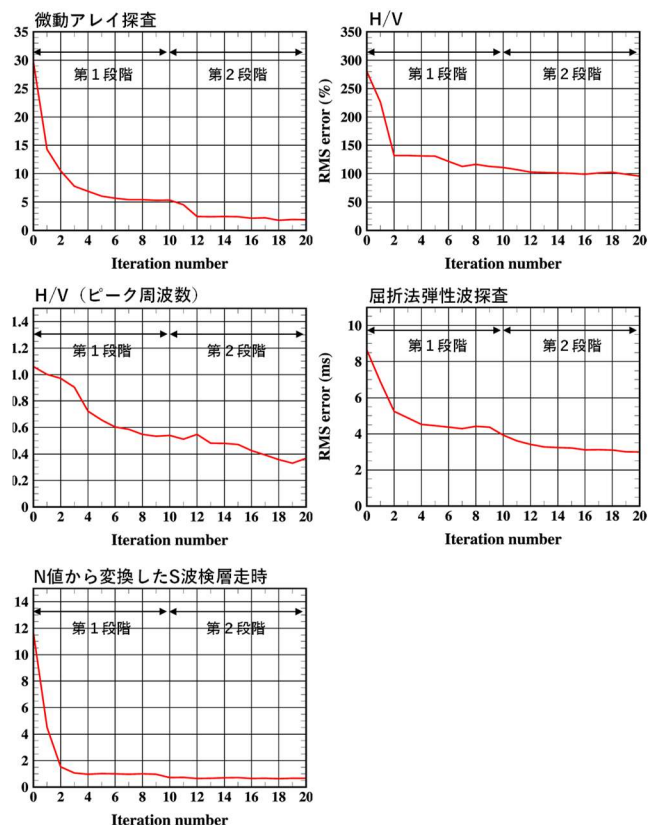 微動アレイ探査
35
30
25
20
15
10
5
0
第1段階
第2段階
0 2 4 6 8 10 12 14 16 18 20
Iteration number
H/V
RMS error (%)
350
300
250
200
150
100
50
0
第1段階
第2段階
0 2 4 6 8 10 12 14 16 18 20
Iteration number
H/V(ピーク周波数)
1.4
1.2
1.0
0.8
0.6
0.4
0.2
0
第1段階
第2段階
0 2 4 6 8 10 12 14 16 18 20
Iteration number
屈折法弾性波探査
RMS error (ms)
10
8
6
4
2
0
第1段階
第2段階
0 2 4 6 8 10 12 14 16 18 20
Iteration number
N値から変換したS波検層走時
14
12
10
8
6
4
2
0
第1段階
第2段階
0 2 4 6 8 10 12 14 16 18 20
Iteration number